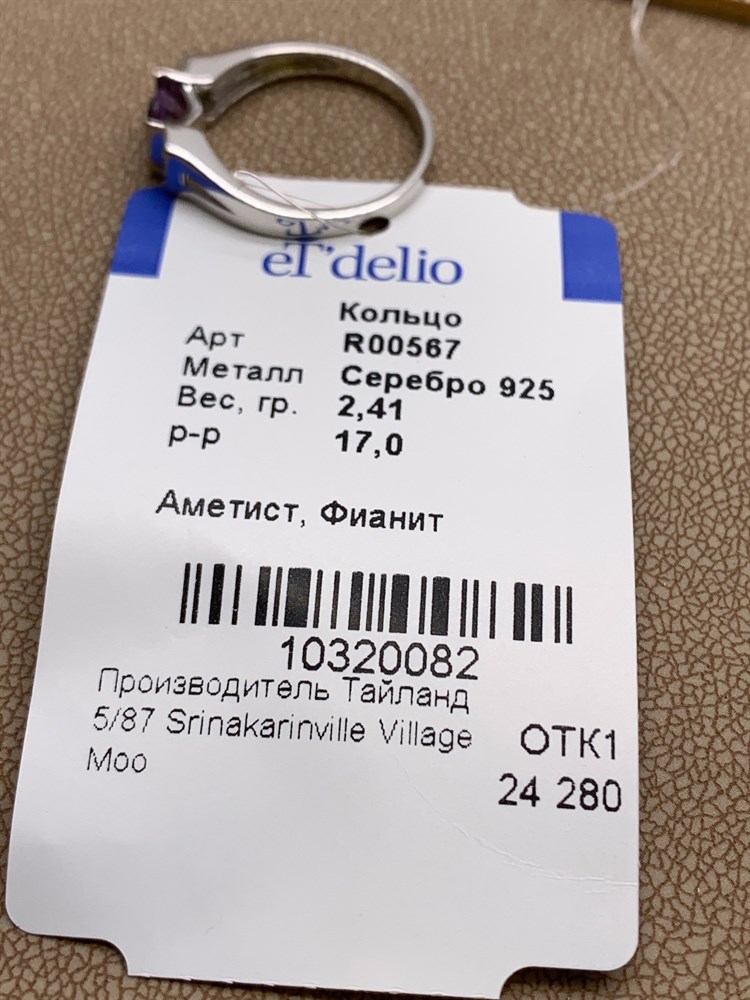 eT"delio
Кольцо
Арт R00567
Металл Серебро 925
Вес, гр. 2,41
р-р 17,0
Аметист, Фианит
10320082
Производитель Тайланд
5/87 Srinakarinville Village
Moo
ОТК1
24 280